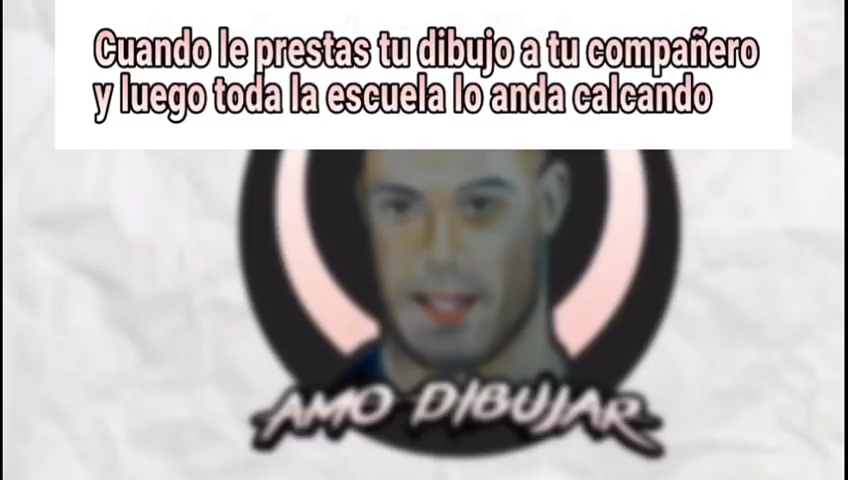 Cuando le prestas tu dibujo a tu compañero
y luego toda la escuela lo anda calcando
AMO DIBUJAR